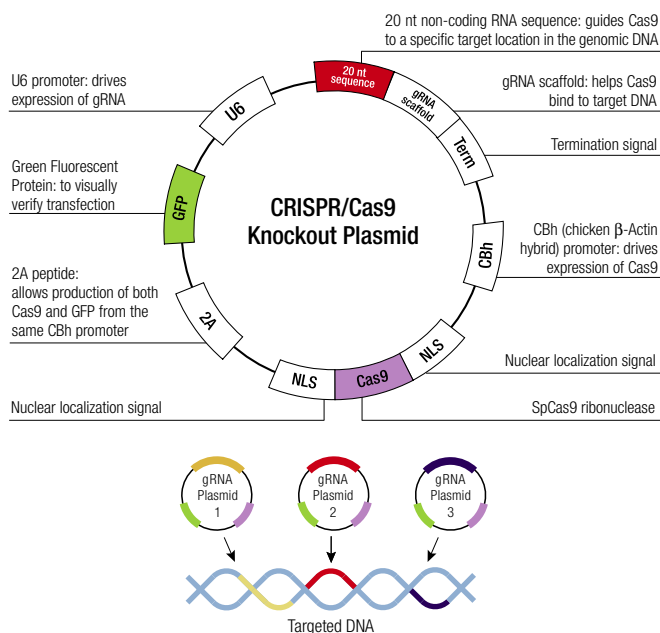 20 nt non-coding RNA sequence: guides Cas9
to a specific target location in the genomic DNA
U6 promoter: drives
expression of gRNA
20 nt
sequence
gRNA
scaffold
gRNA scaffold: helps Cas9
bind to target DNA
U6
Term
Termination signal
Green Fluorescent
Protein: to visually
verify transfection
GFP
CRISPR/Cas9
Knockout Plasmid
CBh
CBh (chicken β-Actin
hybrid) promoter: drives
expression of Cas9
2A peptide:
allows production of both
Cas9 and GFP from the
same CBh promoter
2A
NLS
Cas9
NLS
Nuclear localization signal
Nuclear localization signal
SpCas9 ribonuclease
gRNA
Plasmid
1
gRNA
Plasmid
2
gRNA
Plasmid
3
Targeted DNA